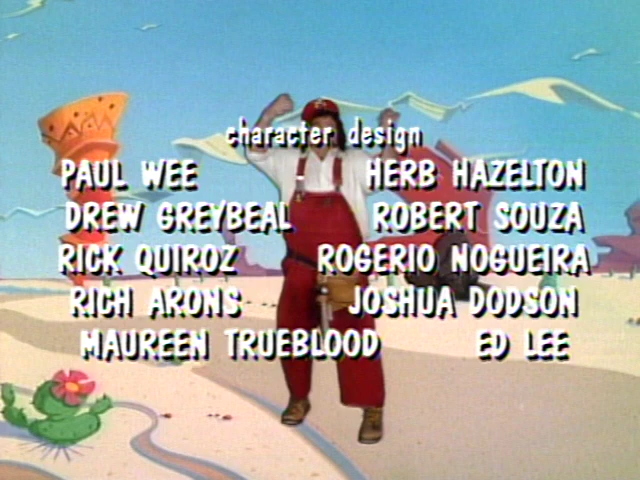 character design
PAUL WEE HERB HAZELTON
DREW GREYBEAL ROBERT SOUZA
RICK QUIROZ ROGERIO NOGUEIRA
RICH ARONS JOSHUA DODSON
MAUREEN TRUEBLOOD ED LEE